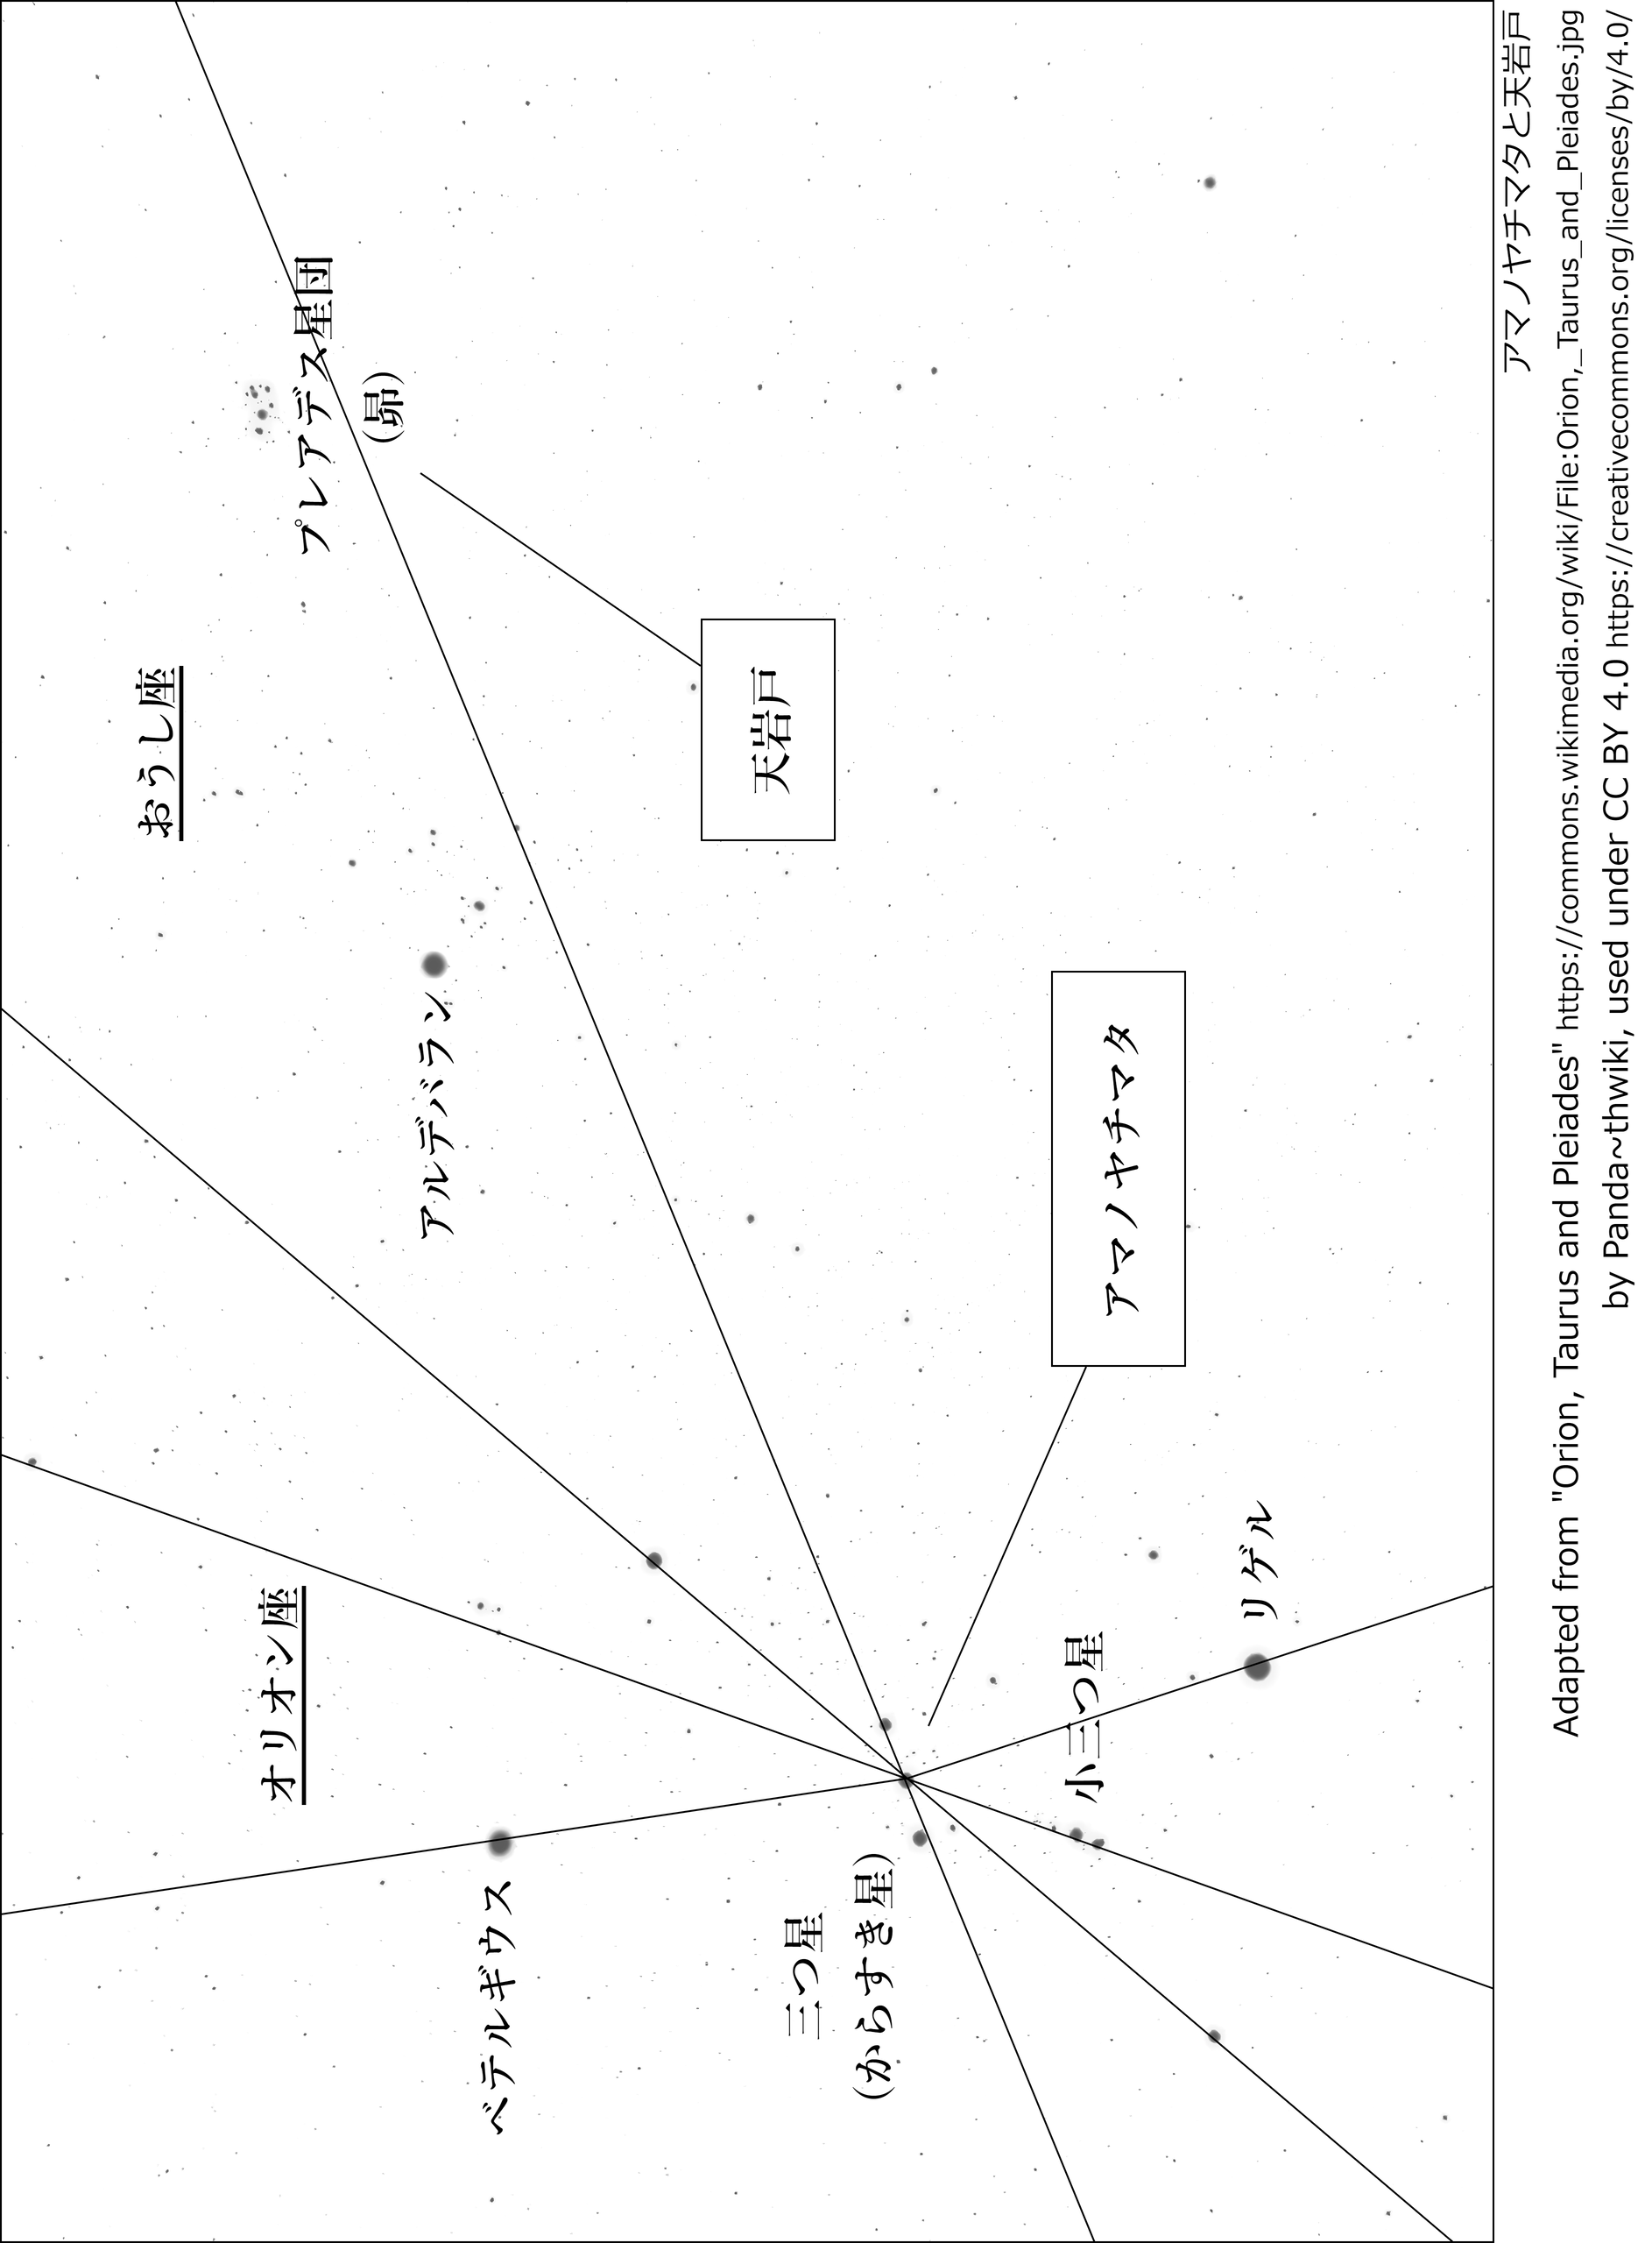 おうし座
プレアデス星団
(昴)
天岩戸
アルデバラン
アマノヤチマタ
オリオン座
ベテルギウス
三つ星
(からすき星)
小三つ星
リゲル
アマノヤチマタと天岩戸
Adapted from "Orion, Taurus and Pleiades" https://commons.wikimedia.org/wiki/File:Orion,_Taurus_and_Pleiades.jpg
by Panda~thwiki, used under CC BY 4.0 https://creativecommons.org/licenses/by/4.0/